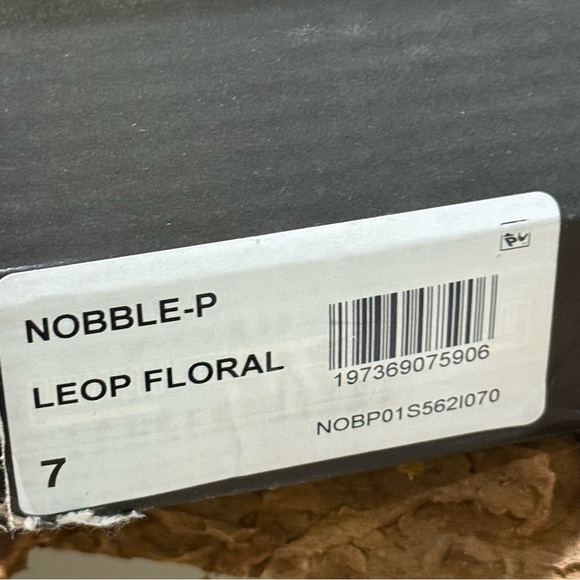 NOBBLE-P
LEOP FLORAL
7
197369075906
NOBP01S562I070